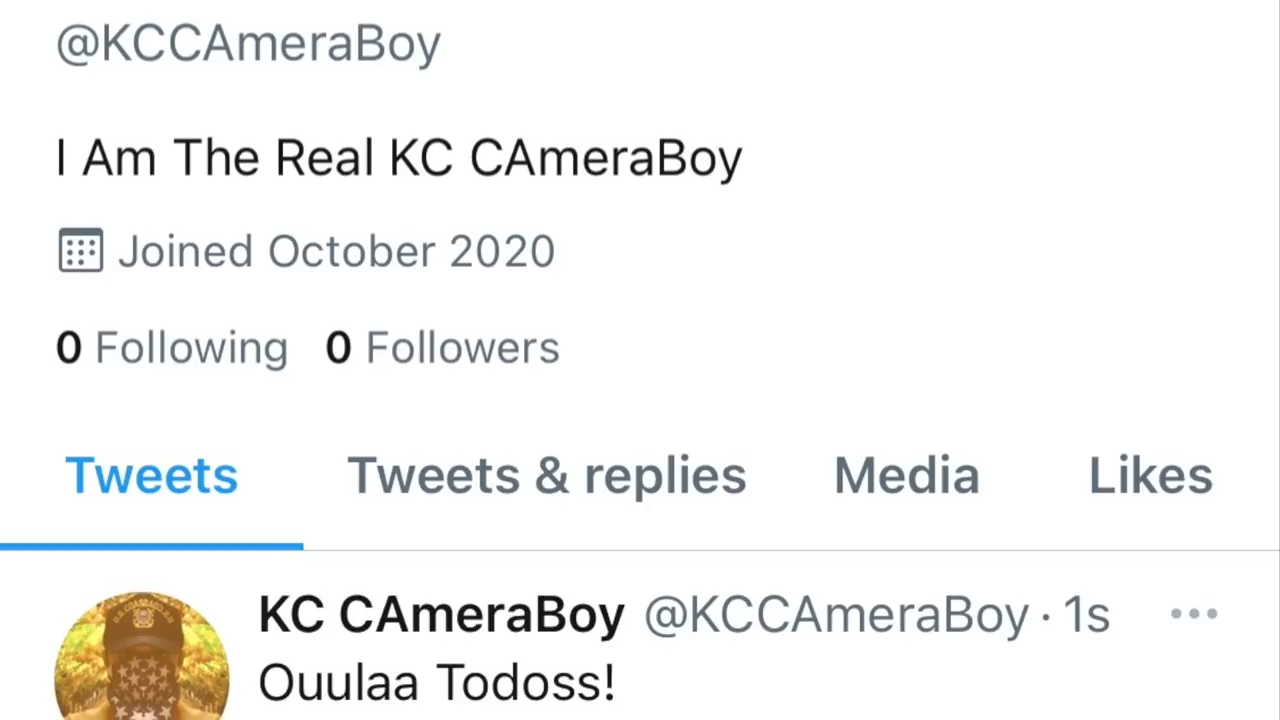 @KCCAmeraBoy
I Am The Real KC CAmeraBoy
Joined October 2020
0 Following 0 Followers
Tweets Tweets & replies Media Likes
KC CAmeraBoy @KCCAmeraBoy · 1s
Ouulaa Todoss!